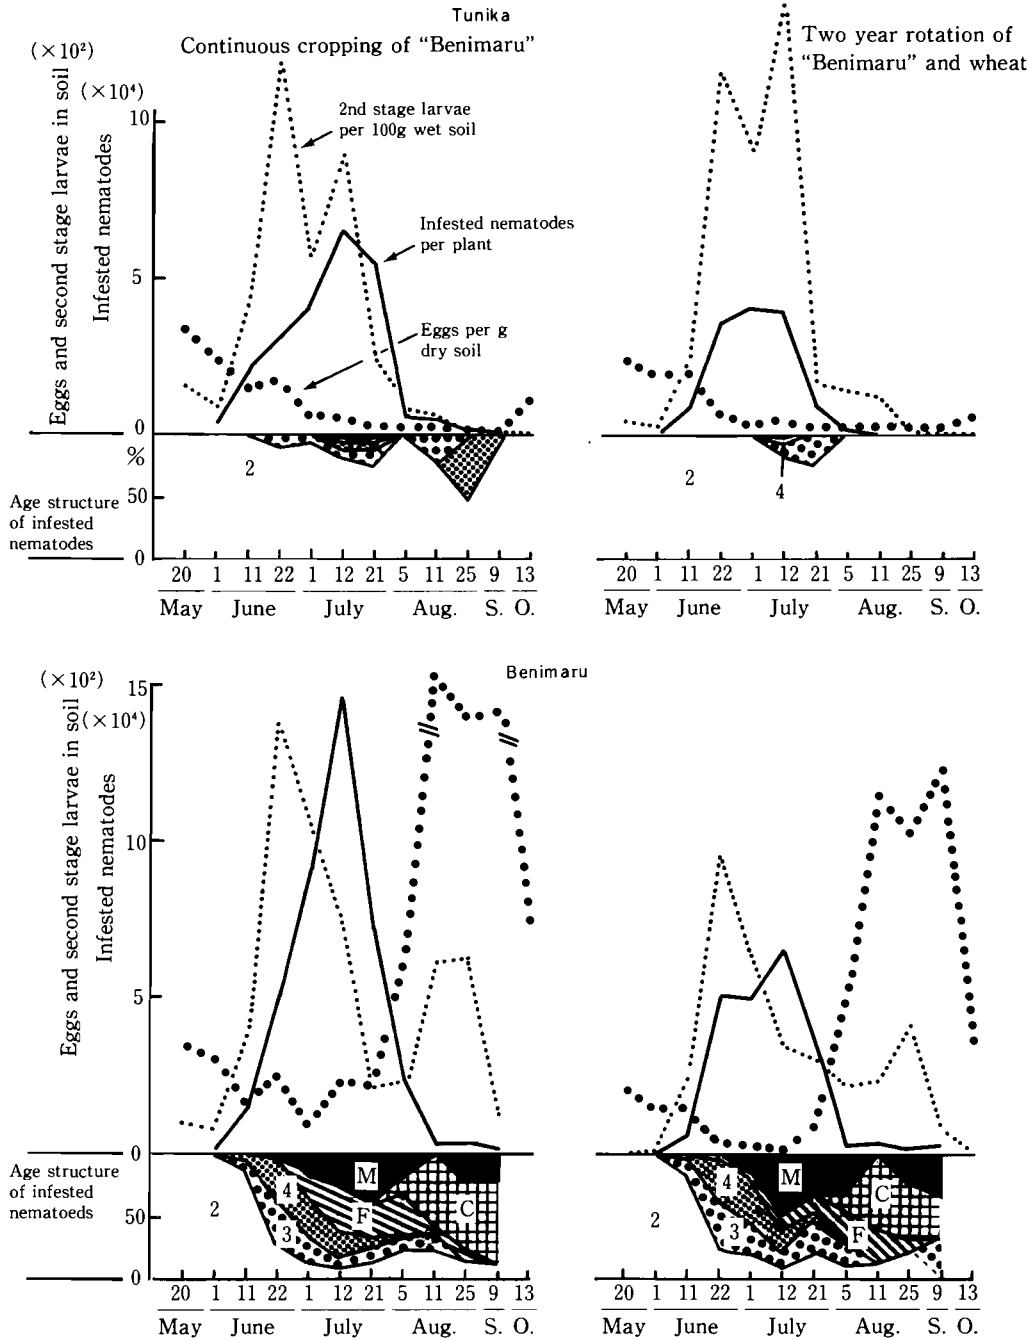 Tunika
Continuous cropping of “Benimaru”
Two year rotation of
“Benimaru” and wheat
(×10²)
(×10⁴)
Eggs and second stage larvae in soil
Infested nematodes
10
5
0
2nd stage larvae
per 100g wet soil
Infested nematodes
per plant
Eggs per g
dry soil
%
50
0
Age structure
of infested
nematodes
2
2
4
20 1 11 22 1 12 21 5 11 25 9 13
May June July Aug. S. O.
20 1 11 22 1 12 21 5 11 25 9 13
May June July Aug. S. O.
Benimaru
(×10²)
(×10⁴)
Eggs and second stage larvae in soil
Infested nematodes
15
10
5
0
Age structure
of infested
nematoeds
50
0
2
4
3
M
F
C
2
4
3
M
F
C
20 1 11 22 1 12 21 5 11 25 9 13
May June July Aug. S. O.
20 1 11 22 1 12 21 5 11 25 9 13
May June July Aug. S. O.